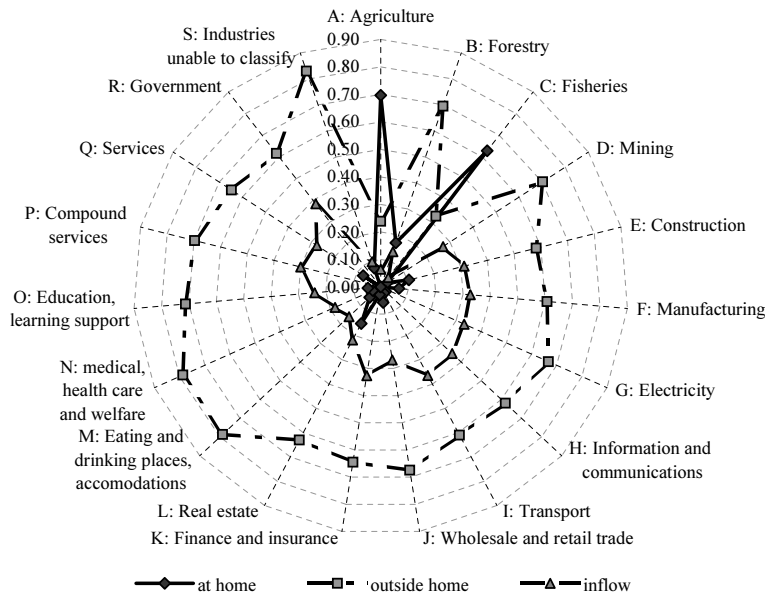 A: Agriculture
S: Industries
unable to classify
B: Forestry
R: Government
C: Fisheries
Q: Services
D: Mining
P: Compound
services
E: Construction
O: Education,
learning support
F: Manufacturing
N: medical,
health care
and welfare
G: Electricity
M: Eating and
drinking places,
accomodations
H: Information and
communications
L: Real estate
I: Transport
K: Finance and insurance
J: Wholesale and retail trade
0.90
0.80
0.70
0.60
0.50
0.40
0.30
0.20
0.10
0.00
at home
outside home
inflow